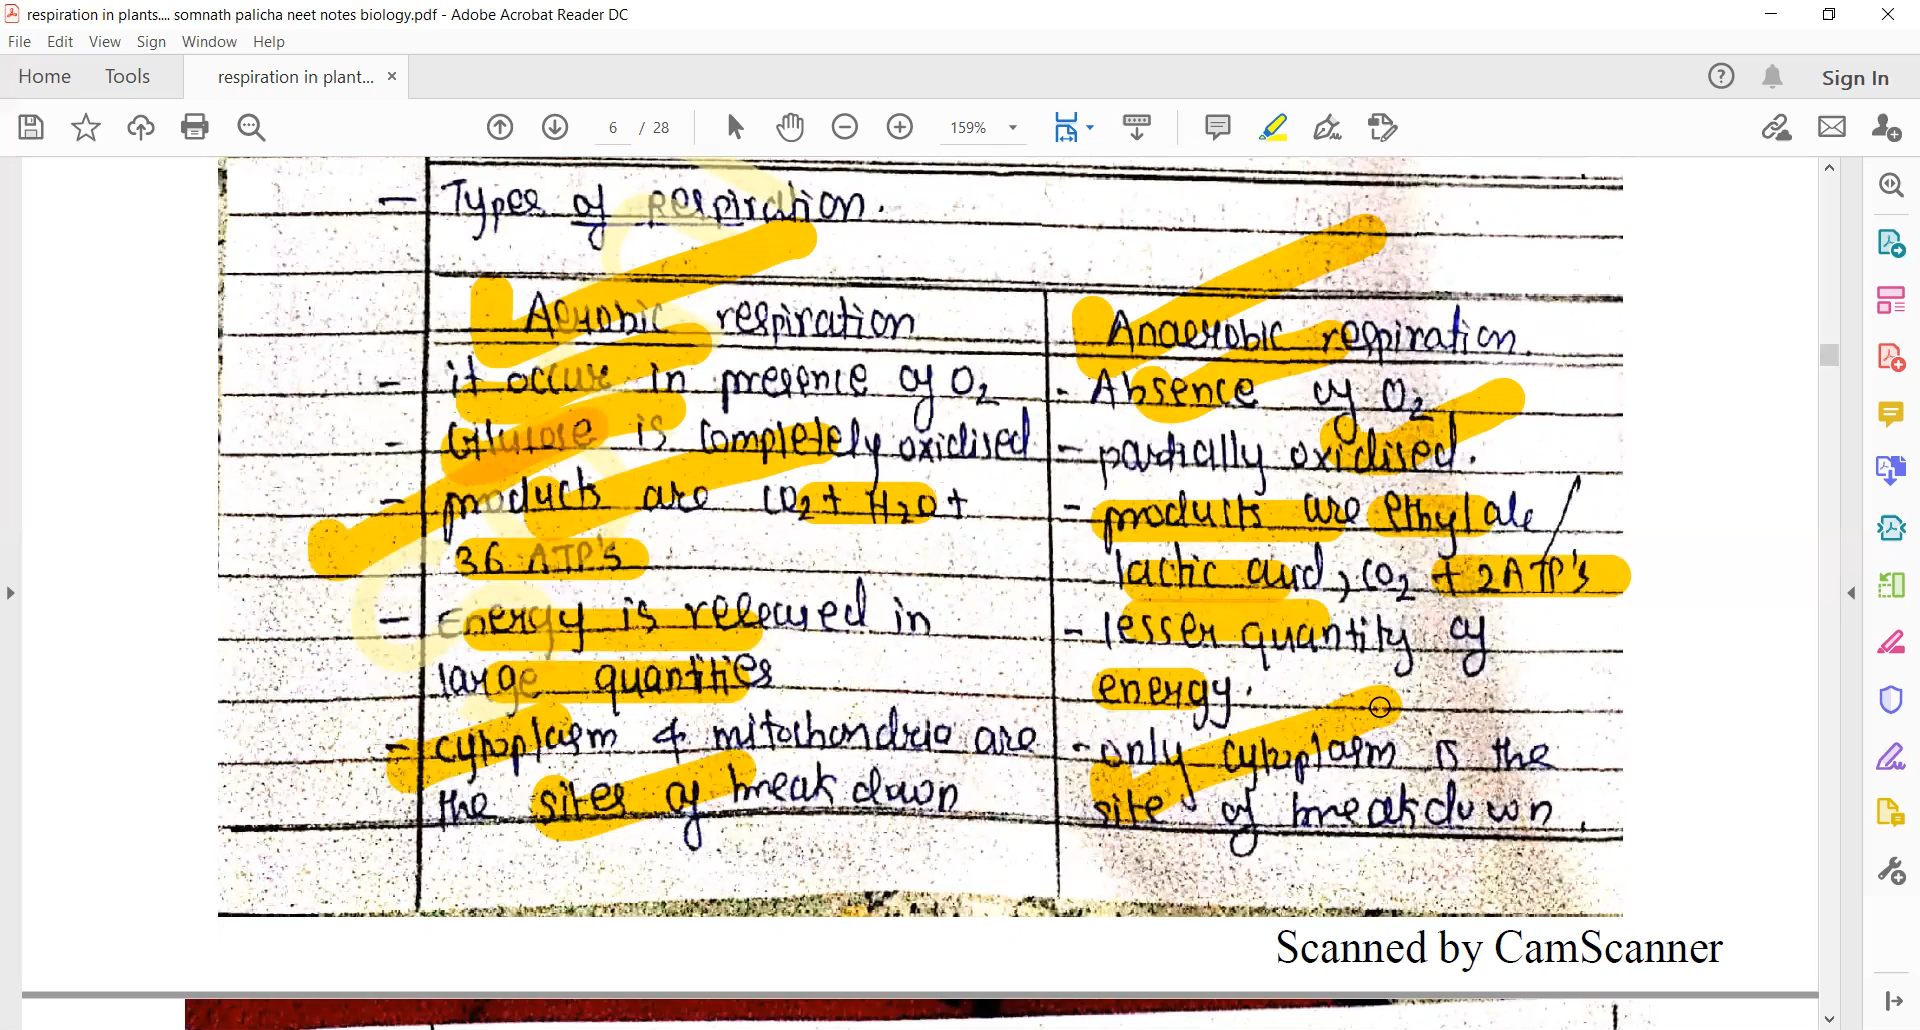 respiration in plants.... somnath palicha neet notes biology.pdf - Adobe Acrobat Reader DC
File Edit View Sign Window Help
Home Tools respiration in plant... × Sign In
6 / 28 159%
– Types of respiration.
Aerobic respiration
– it occur in presence of O2
– Glucose is completely oxidised
– products are CO2 + H2O +
36 ATP's
– Energy is released in
large quantities
– cytoplasm & mitochondria are
the sites of break down
Anaerobic respiration.
- Absence of O2
– partially oxidised.
– products are ethyl alc /
lactic acid, CO2 + 2ATP's
– lesser quantity of
energy.
- only cytoplasm is the
site of breakdown.
Scanned by CamScanner